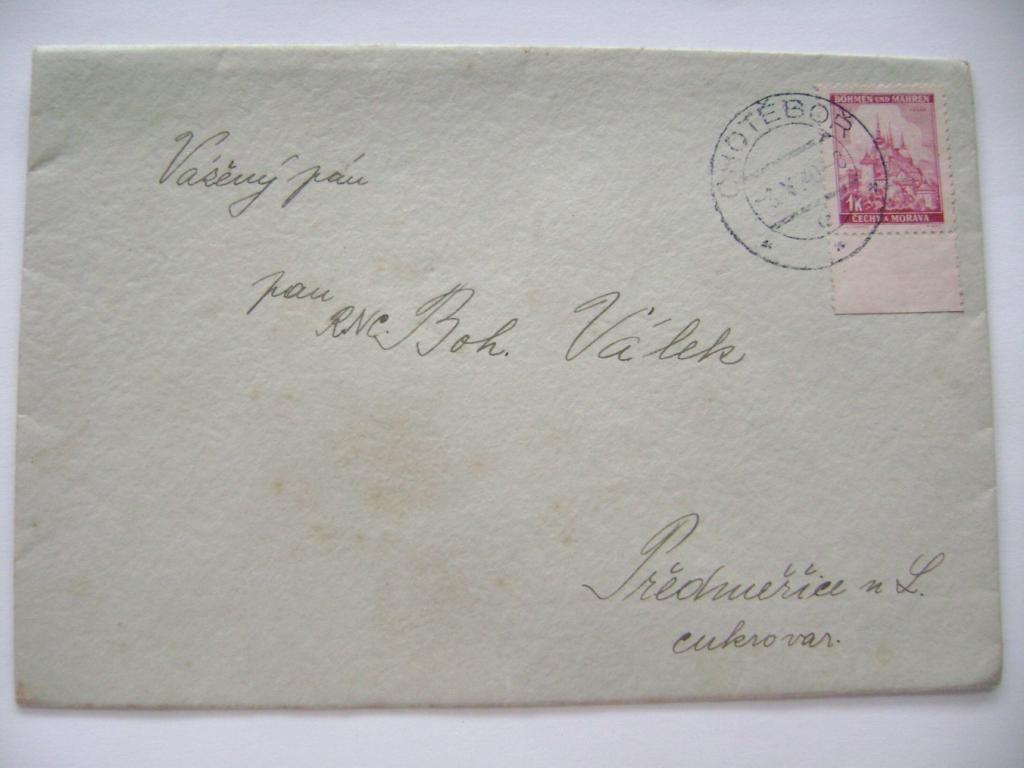 BÖHMEN UND MÄHREN
1K
ČECHY A MORAVA
CHOTĚBOŘ
Vážený pán
pan
RNC. Boh. Válek
Předměřice n L.
cukrovar.